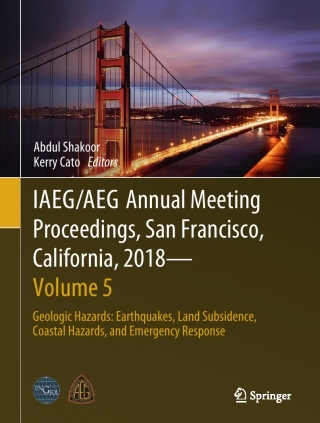 Abdul Shakoor
Kerry Cato Editors
IAEG/AEG Annual Meeting
Proceedings, San Francisco,
California, 2018—
Volume 5
Geologic Hazards: Earthquakes, Land Subsidence,
Coastal Hazards, and Emergency Response
AEG
Springer